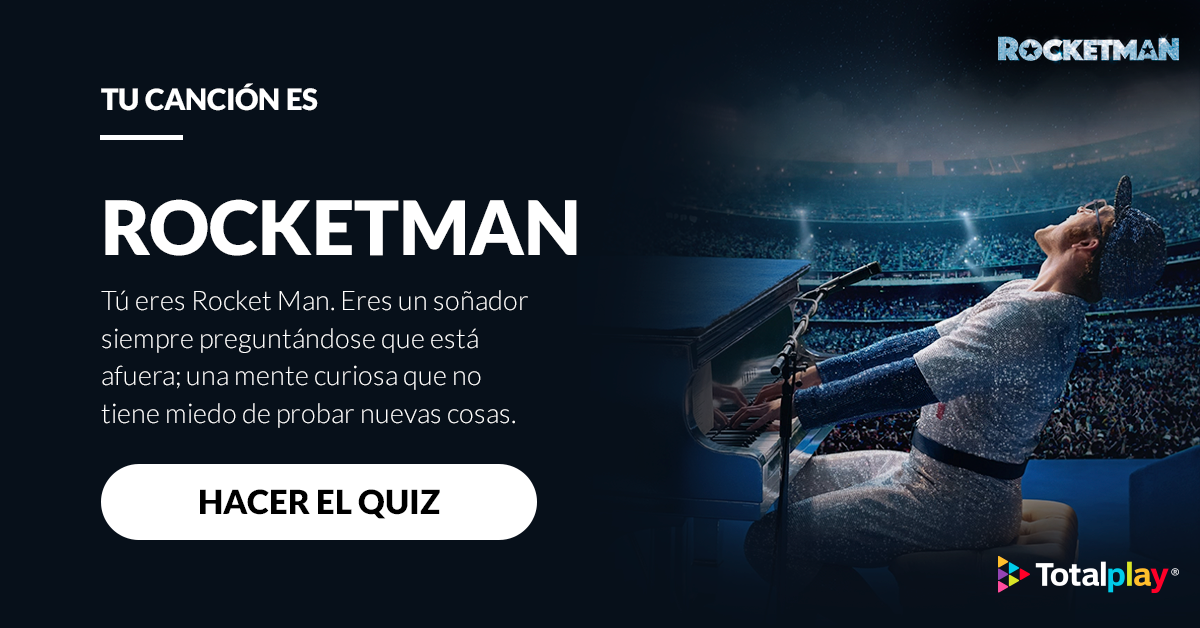 ROCKETMAN
TU CANCIÓN ES
ROCKETMAN
Tú eres Rocket Man. Eres un soñador
siempre preguntándose que está
afuera; una mente curiosa que no
tiene miedo de probar nuevas cosas.
HACER EL QUIZ
Totalplay®